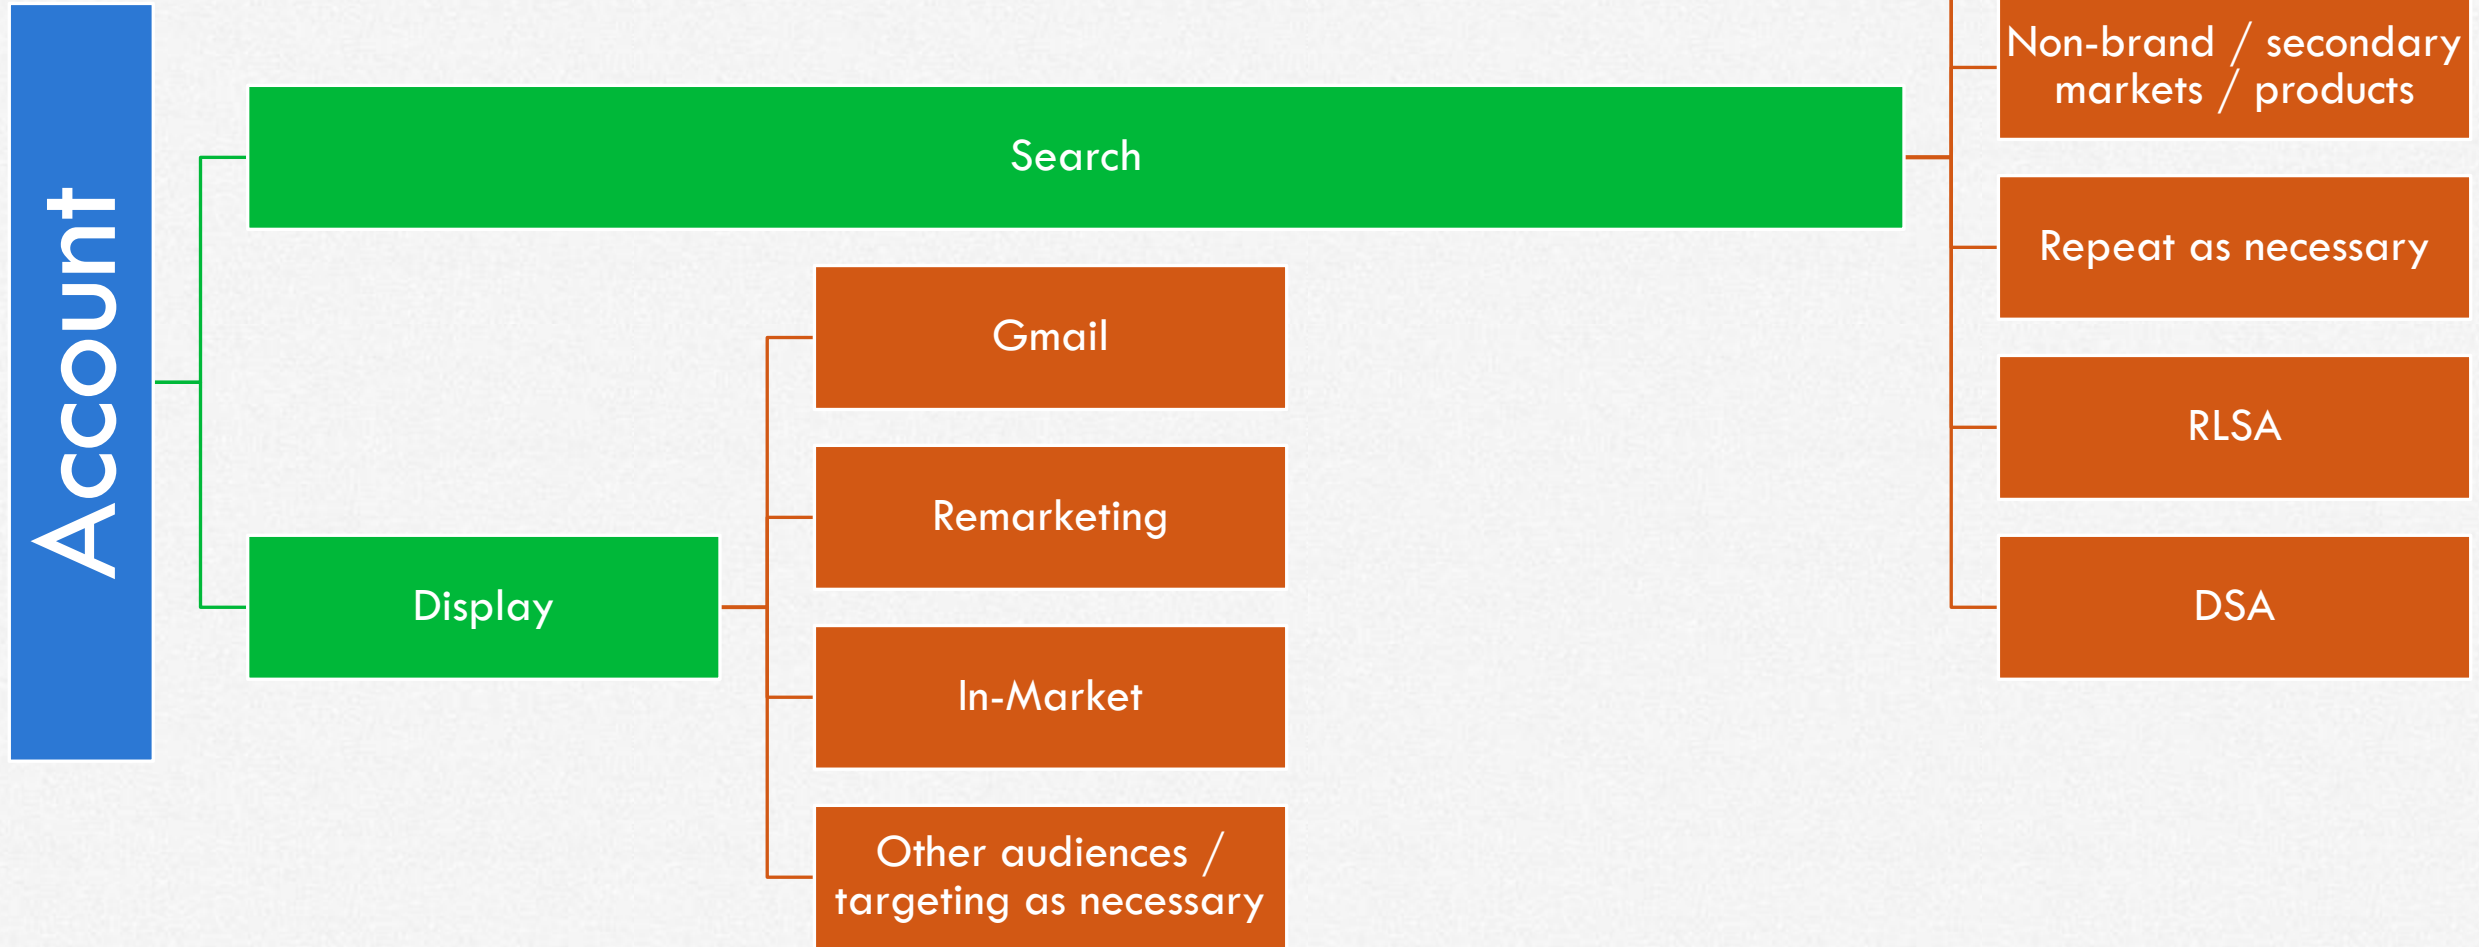 Account
Search
Non-brand / secondary
markets / products
Repeat as necessary
RLSA
DSA
Display
Gmail
Remarketing
In-Market
Other audiences /
targeting as necessary